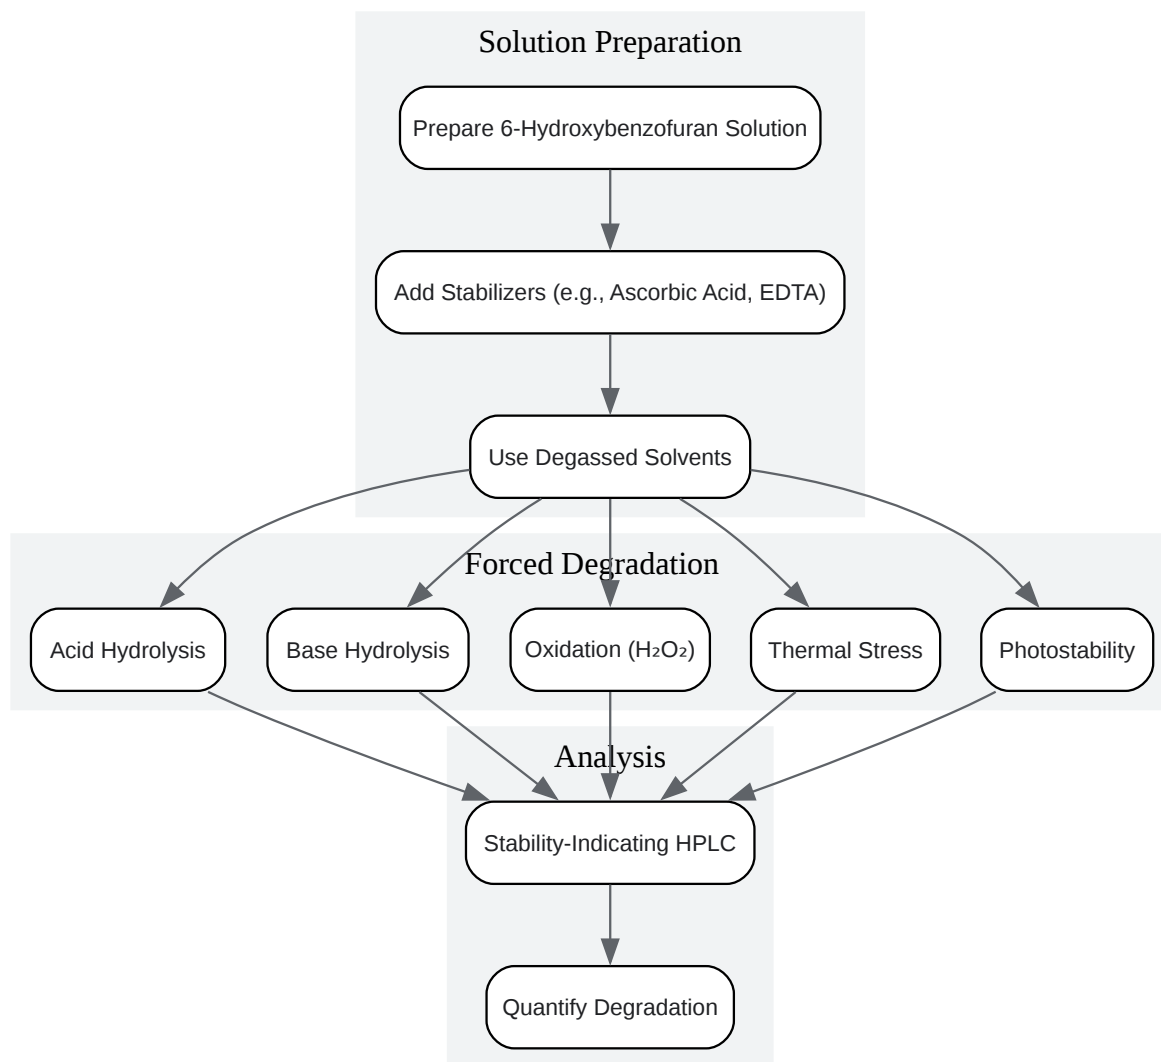 Solution Preparation
Prepare 6-Hydroxybenzofuran Solution
Add Stabilizers (e.g., Ascorbic Acid, EDTA)
Use Degassed Solvents
Forced Degradation
Acid Hydrolysis
Base Hydrolysis
Oxidation (H₂O₂)
Thermal Stress
Photostability
Analysis
Stability-Indicating HPLC
Quantify Degradation